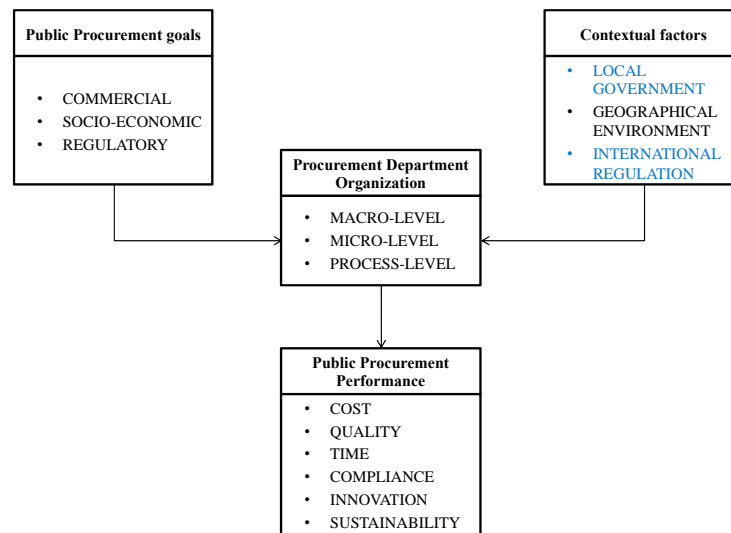 Public Procurement goals
• COMMERCIAL
• SOCIO-ECONOMIC
• REGULATORY
Contextual factors
• LOCAL
GOVERNMENT
• GEOGRAPHICAL
ENVIRONMENT
• INTERNATIONAL
REGULATION
Procurement Department
Organization
• MACRO-LEVEL
• MICRO-LEVEL
• PROCESS-LEVEL
Public Procurement
Performance
• COST
• QUALITY
• TIME
• COMPLIANCE
• INNOVATION
• SUSTAINABILITY